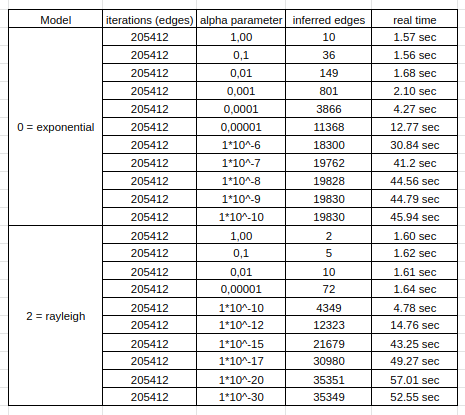 Model iterations (edges) alpha parameter inferred edges real time
205412 1,00 10 1.57 sec
205412 0,1 36 1.56 sec
205412 0,01 149 1.68 sec
205412 0,001 801 2.10 sec
205412 0,0001 3866 4.27 sec
0 = exponential 205412 0,00001 11368 12.77 sec
205412 1*10^-6 18300 30.84 sec
205412 1*10^-7 19762 41.2 sec
205412 1*10^-8 19828 44.56 sec
205412 1*10^-9 19830 44.79 sec
205412 1*10^-10 19830 45.94 sec
205412 1,00 2 1.60 sec
205412 0,1 5 1.62 sec
205412 0,01 10 1.61 sec
205412 0,00001 72 1.64 sec
2 = rayleigh 205412 1*10^-10 4349 4.78 sec
205412 1*10^-12 12323 14.76 sec
205412 1*10^-15 21679 43.25 sec
205412 1*10^-17 30980 49.27 sec
205412 1*10^-20 35351 57.01 sec
205412 1*10^-30 35349 52.55 sec